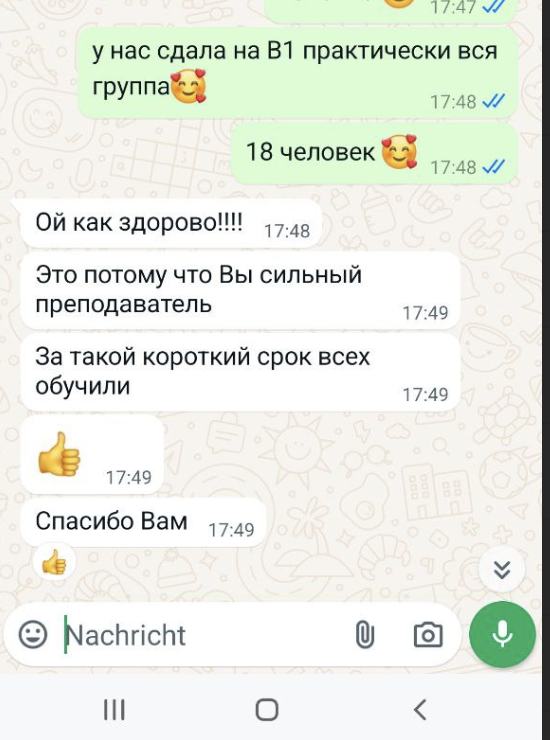 17:47
у нас сдала на В1 практически вся
группа🥰
17:48
18 человек 🥰 17:48
Ой как здорово!!!! 17:48
Это потому что Вы сильный
преподаватель 17:49
За такой короткий срок всех
обучили 17:49
👍 17:49
Спасибо Вам 17:49
👍
Nachricht